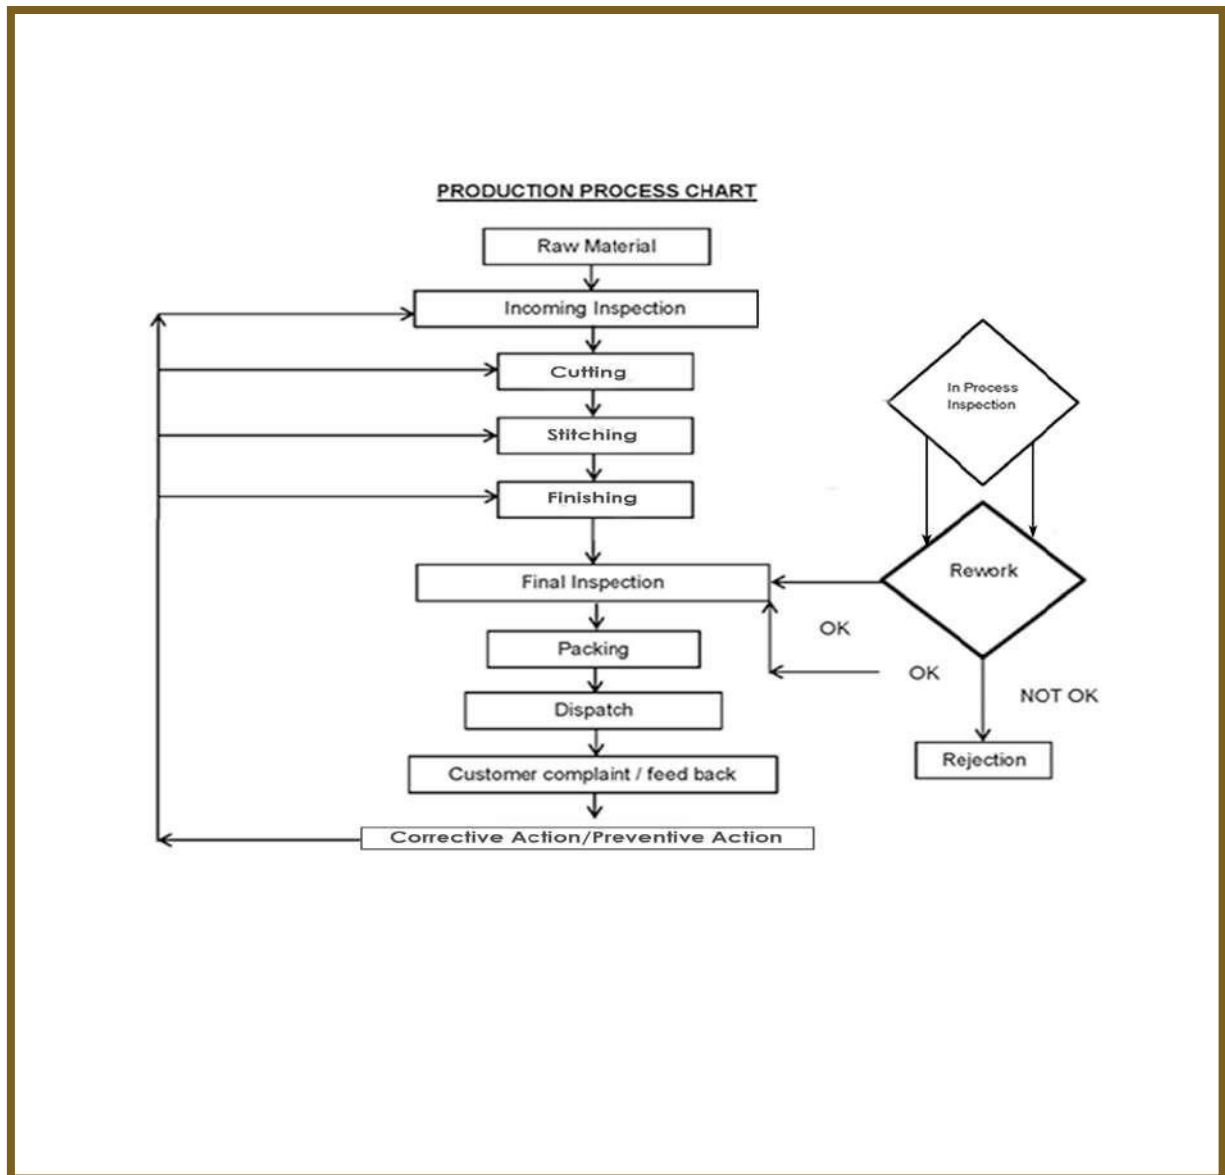 PRODUCTION PROCESS CHART
Raw Material
Incoming Inspection
Cutting
Stitching
Finishing
Final Inspection
Packing
Dispatch
Customer complaint / feed back
Corrective Action/Preventive Action
In Process
Inspection
Rework
OK
OK
NOT OK
Rejection